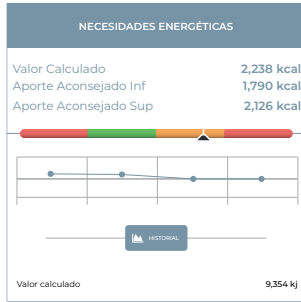 NECESIDADES ENERGÉTICAS
Valor Calculado 2,238 kcal
Aporte Aconsejado Inf 1,790 kcal
Aporte Aconsejado Sup 2,126 kcal
HISTORIAL
Valor calculado 9,354 kj